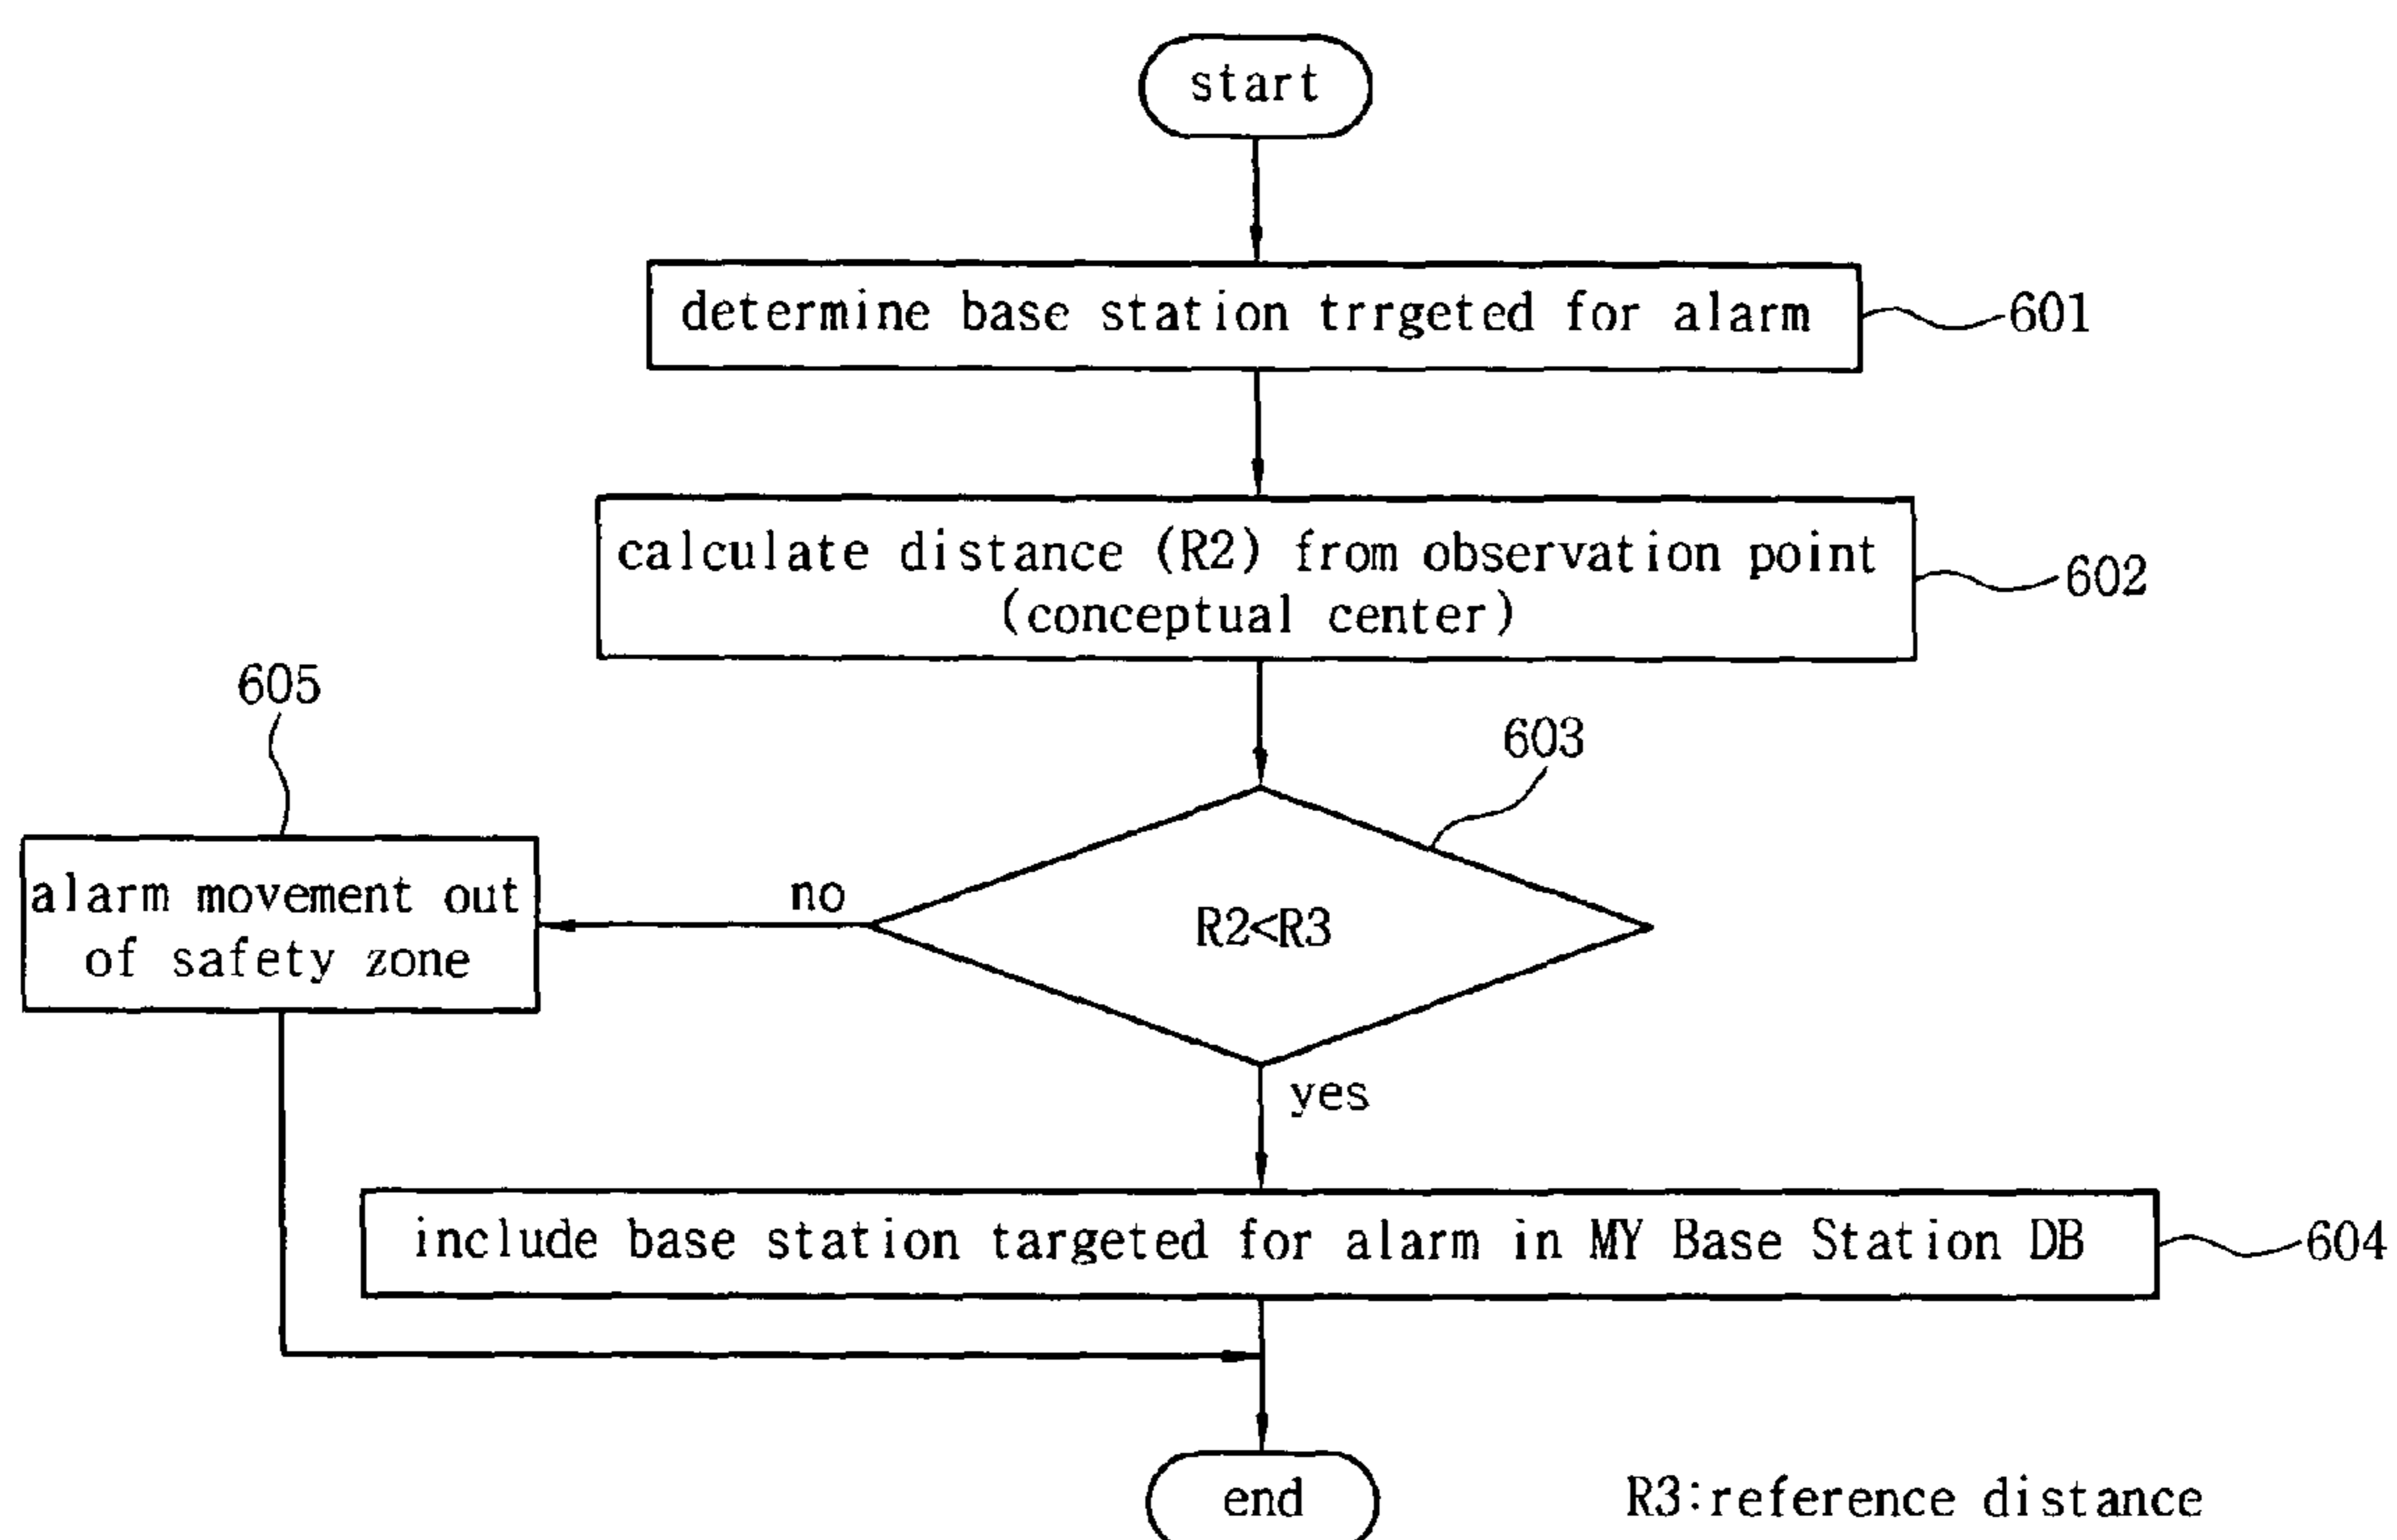 start
determine base station trrgeted for alarm
601
calculate distance (R2) from observation point
(conceptual center)
602
605
603
alarm movement out
of safety zone
no
R2<R3
yes
include base station targeted for alarm in MY Base Station DB
604
end
R3:reference distance